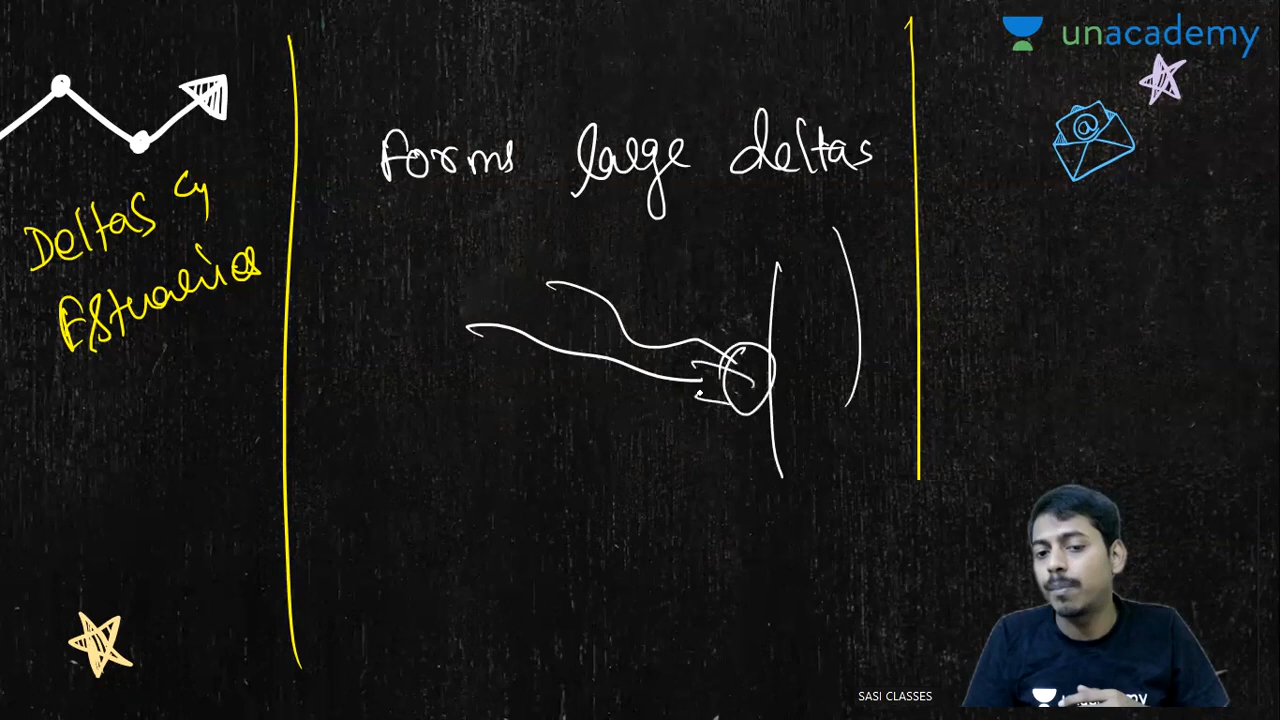 unacademy
Forms large deltas
Deltas &
Estuaries
@
SASI CLASSES